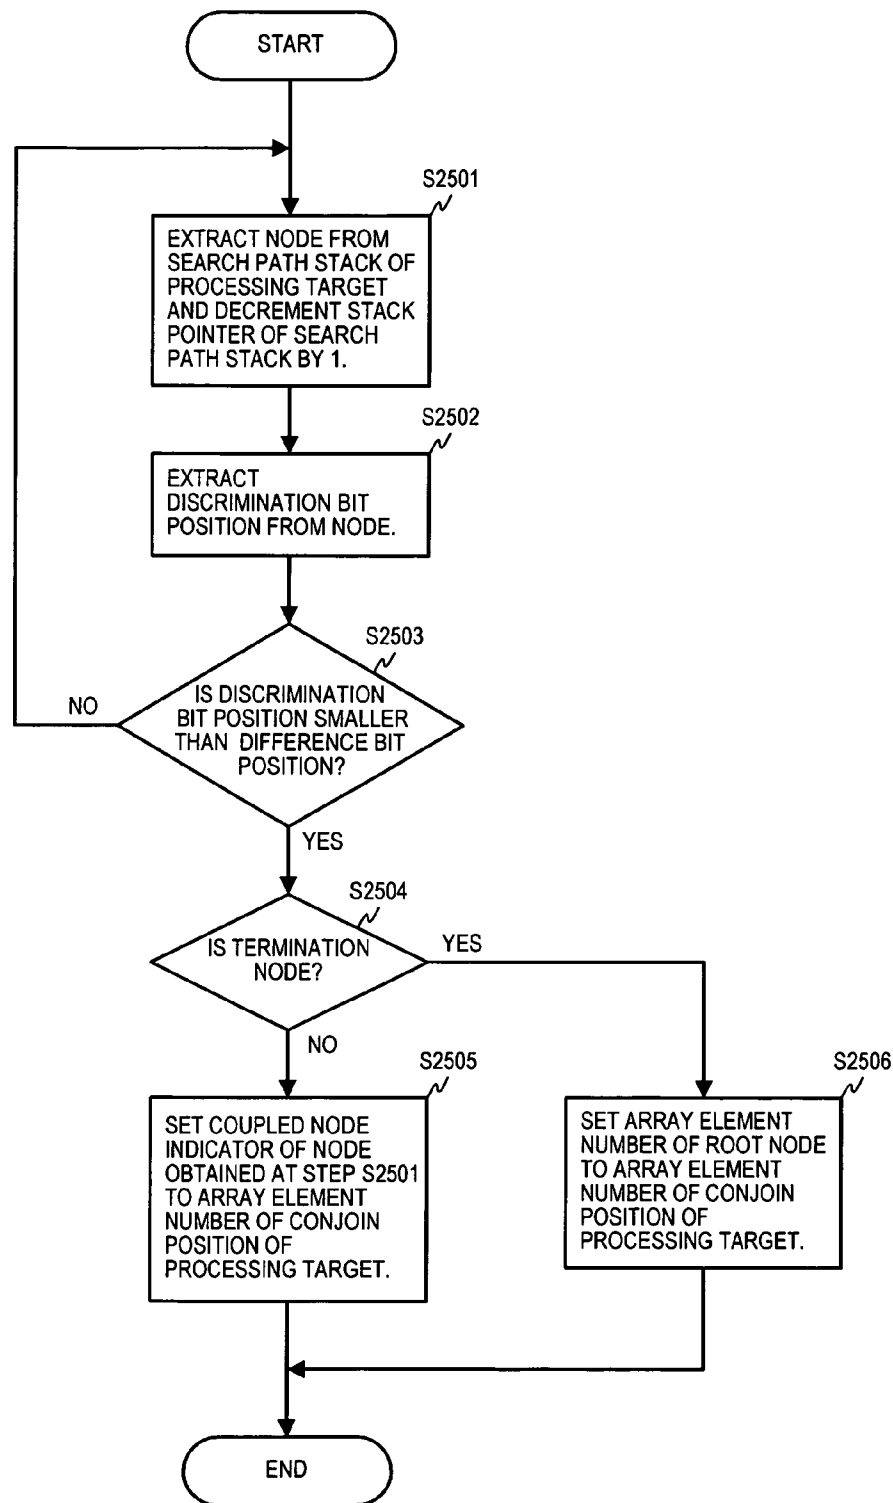 START
S2501
EXTRACT NODE FROM
SEARCH PATH STACK OF
PROCESSING TARGET
AND DECREMENT STACK
POINTER OF SEARCH
PATH STACK BY 1.
S2502
EXTRACT
DISCRIMINATION BIT
POSITION FROM NODE.
S2503
IS DISCRIMINATION
BIT POSITION SMALLER
THAN DIFFERENCE BIT
POSITION?
NO
YES
S2504
IS TERMINATION
NODE?
YES
NO
S2505
SET COUPLED NODE
INDICATOR OF NODE
OBTAINED AT STEP S2501
TO ARRAY ELEMENT
NUMBER OF CONJOIN
POSITION OF
PROCESSING TARGET.
S2506
SET ARRAY ELEMENT
NUMBER OF ROOT NODE
TO ARRAY ELEMENT
NUMBER OF CONJOIN
POSITION OF
PROCESSING TARGET.
END